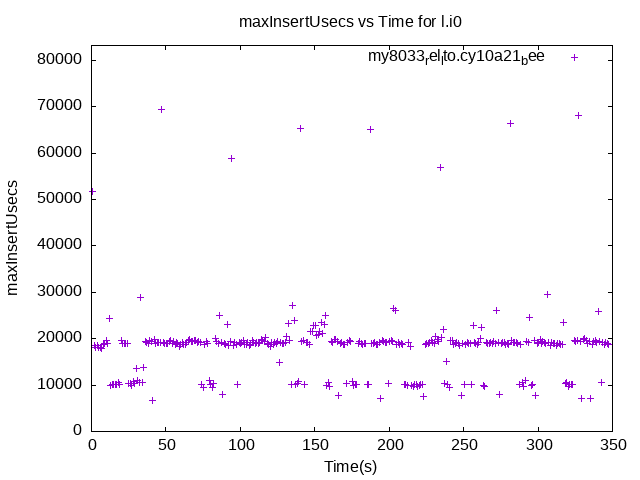 maxInsertUsecs vs Time for l.i0
my8033_rel_lto.cy10a21_bee
maxInsertUsecs
80000
70000
60000
50000
40000
30000
20000
10000
0
0 50 100 150 200 250 300 350
Time(s)